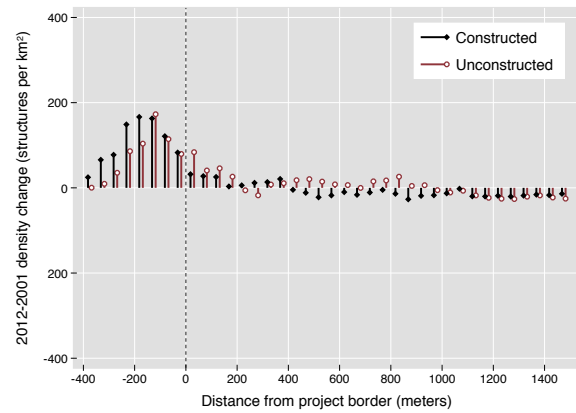 2012-2001 density change (structures per km²)
400
200
0
200
-400
Constructed
Unconstructed
-400 -200 0 200 400 600 800 1000 1200 1400
Distance from project border (meters)